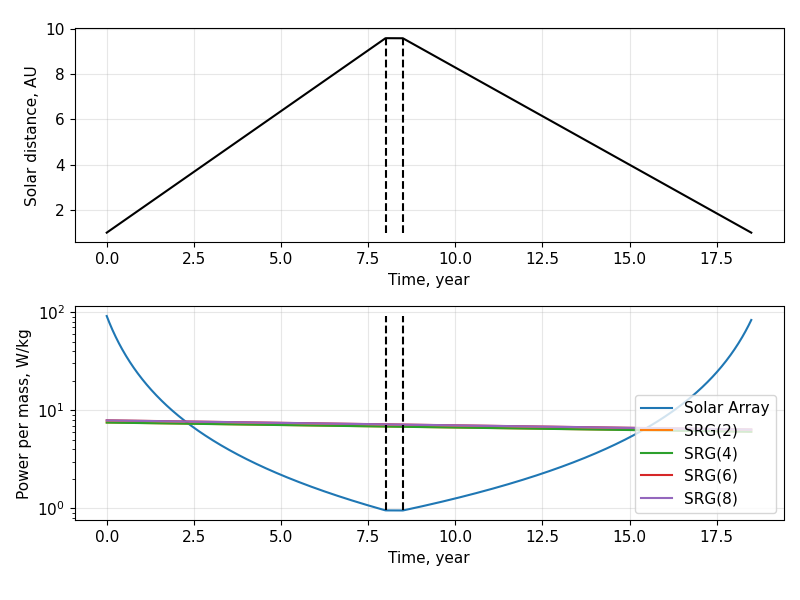 Solar distance, AU
10
8
6
4
2
0.0 2.5 5.0 7.5 10.0 12.5 15.0 17.5
Time, year
Power per mass, W/kg
10²
10¹
10⁰
Solar Array
SRG(2)
SRG(4)
SRG(6)
SRG(8)
0.0 2.5 5.0 7.5 10.0 12.5 15.0 17.5
Time, year